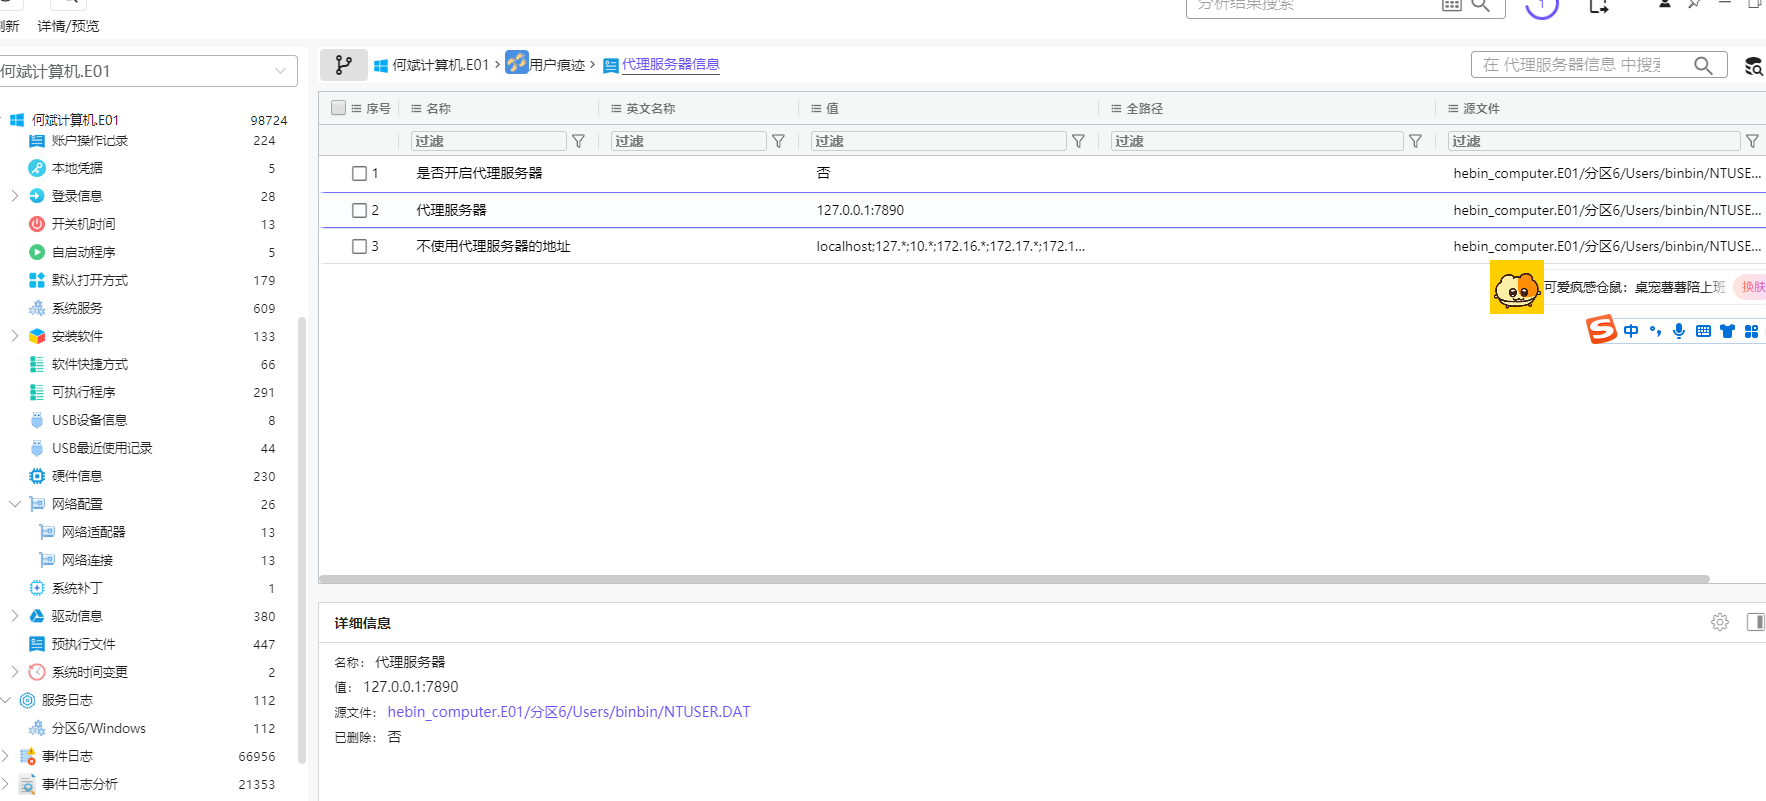 分析结果搜索
1
刷新 详情/预览
何斌计算机.E01
何斌计算机.E01 98724
账户操作记录 224
本地凭据 5
登录信息 28
开关机时间 13
自启动程序 5
默认打开方式 179
系统服务 609
安装软件 133
软件快捷方式 66
可执行程序 291
USB设备信息 8
USB最近使用记录 44
硬件信息 230
网络配置 26
网络适配器 13
网络连接 13
系统补丁 1
驱动信息 380
预执行文件 447
系统时间变更 2
服务日志 112
分区6/Windows 112
事件日志 66956
事件日志分析 21353
何斌计算机.E01 > 用户痕迹 > 代理服务器信息
在 代理服务器信息 中搜索
序号 名称 英文名称 值 全路径 源文件
过滤 过滤 过滤 过滤 过滤
1 是否开启代理服务器 否 hebin_computer.E01/分区6/Users/binbin/NTUSE...
2 代理服务器 127.0.0.1:7890 hebin_computer.E01/分区6/Users/binbin/NTUSE...
3 不使用代理服务器的地址 localhost;127.*;10.*;172.16.*;172.17.*;172.1... hebin_computer.E01/分区6/Users/binbin/NTUSE...
可爱疯感仓鼠：桌宠薯薯陪上班 换肤
S 中
详细信息
名称： 代理服务器
值： 127.0.0.1:7890
源文件： hebin_computer.E01/分区6/Users/binbin/NTUSER.DAT
已删除： 否